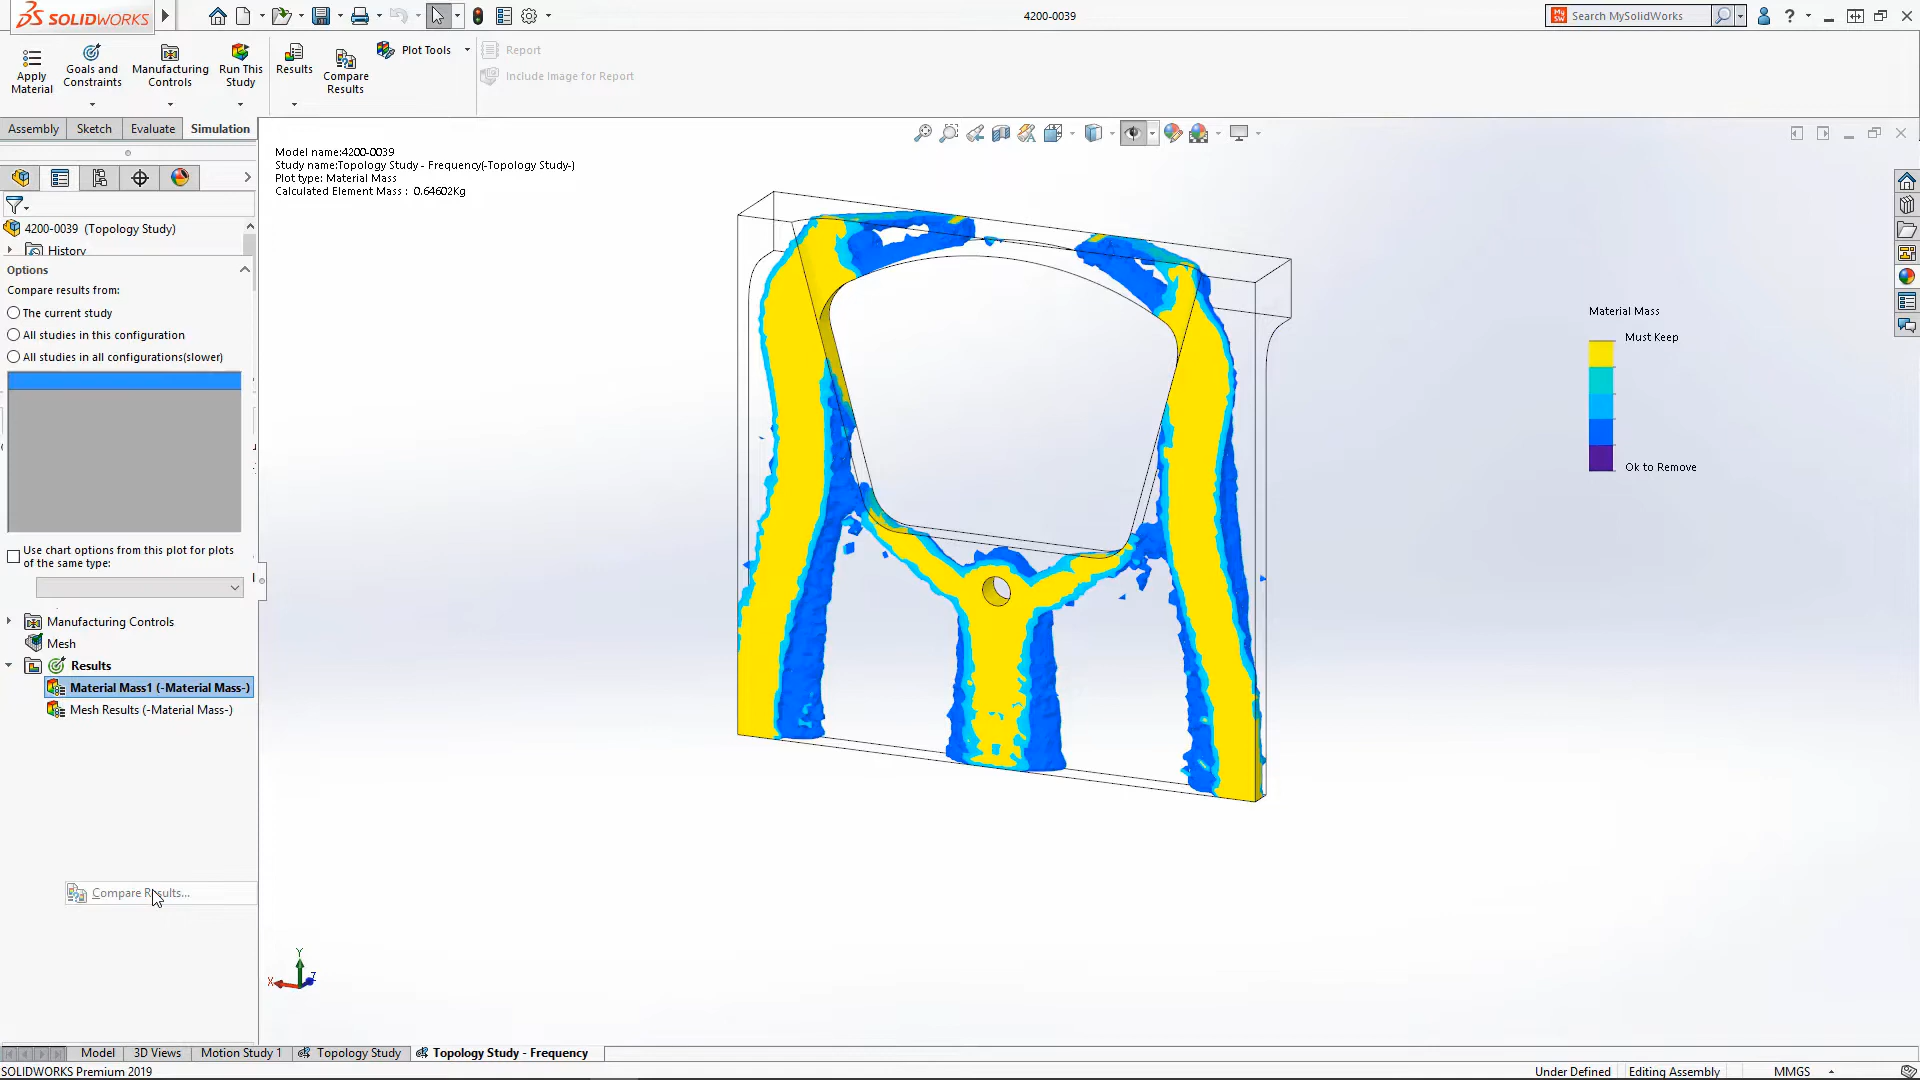 SOLIDWORKS
4200-0039
Search MySolidWorks
Apply Material
Goals and Constraints
Manufacturing Controls
Run This Study
Results
Compare Results
Plot Tools
Report
Include Image for Report
Assembly
Sketch
Evaluate
Simulation
Model name:4200-0039
Study name:Topology Study - Frequency(-Topology Study-)
Plot type: Material Mass
Calculated Element Mass : 0.64602Kg
4200-0039 (Topology Study)
History
Options
Compare results from:
The current study
All studies in this configuration
All studies in all configurations(slower)
Use chart options from this plot for plots
of the same type:
Manufacturing Controls
Mesh
Results
Material Mass1 (-Material Mass-)
Mesh Results (-Material Mass-)
Compare Results...
Material Mass
Must Keep
Ok to Remove
Y
X
Z
Model
3D Views
Motion Study 1
Topology Study
Topology Study - Frequency
SOLIDWORKS Premium 2019
Under Defined
Editing Assembly
MMGS